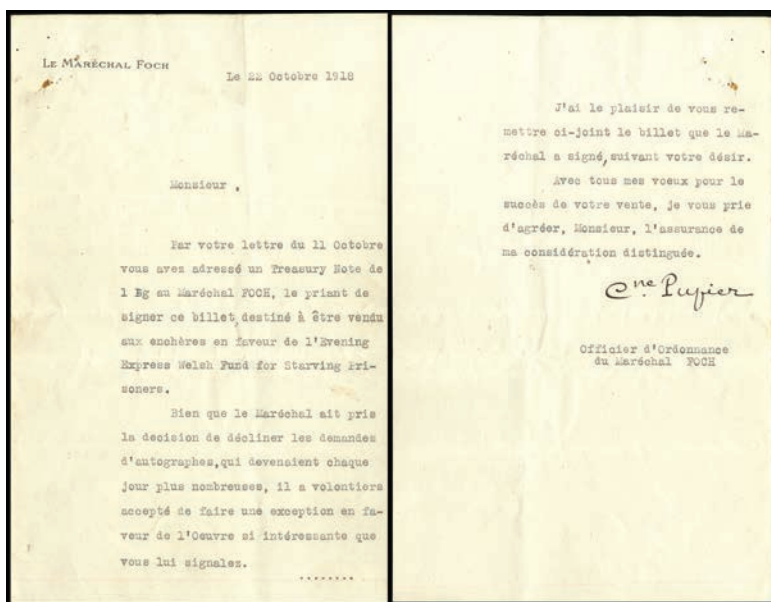 LE MARÉCHAL FOCH
Le 22 Octobre 1918
Monsieur ,
Par votre lettre du 11 Octobre
vous avez adressé un Treasury Note de
1 Bg au Maréchal FOCH, le priant de
signer ce billet,destiné à être vendu
aux enchères en faveur de l'Evening
Express Welsh Fund for Starving Pri-
soners.
Bien que le Maréchal ait pris
la decision de décliner les demandes
d'autographes,qui devenaient chaque
jour plus nombreuses, il a volontiers
accepté de faire une exception en fa-
veur de l'Oeuvre si intéressante que
vous lui signalez.
........
J'ai le plaisir de vous re-
mettre ci-joint le billet que le Ma-
réchal a signé,suivant votre désir.
Avec tous mes voeux pour le
succès de votre vente, je vous prie
d'agréer, Monsieur, l'assurance de
ma considération distinguée.
Cne. Pupier
Officier d'Ordonnance
du Maréchal FOCH